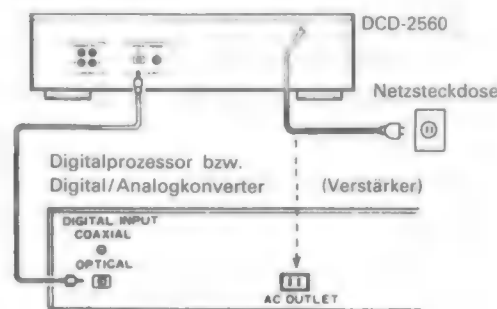 DCD-2560
Netzsteckdose
Digitalprozessor bzw.
Digital/Analogkonverter (Verstärker)
DIGITAL INPUT
COAXIAL
OPTICAL
AC OUTLET